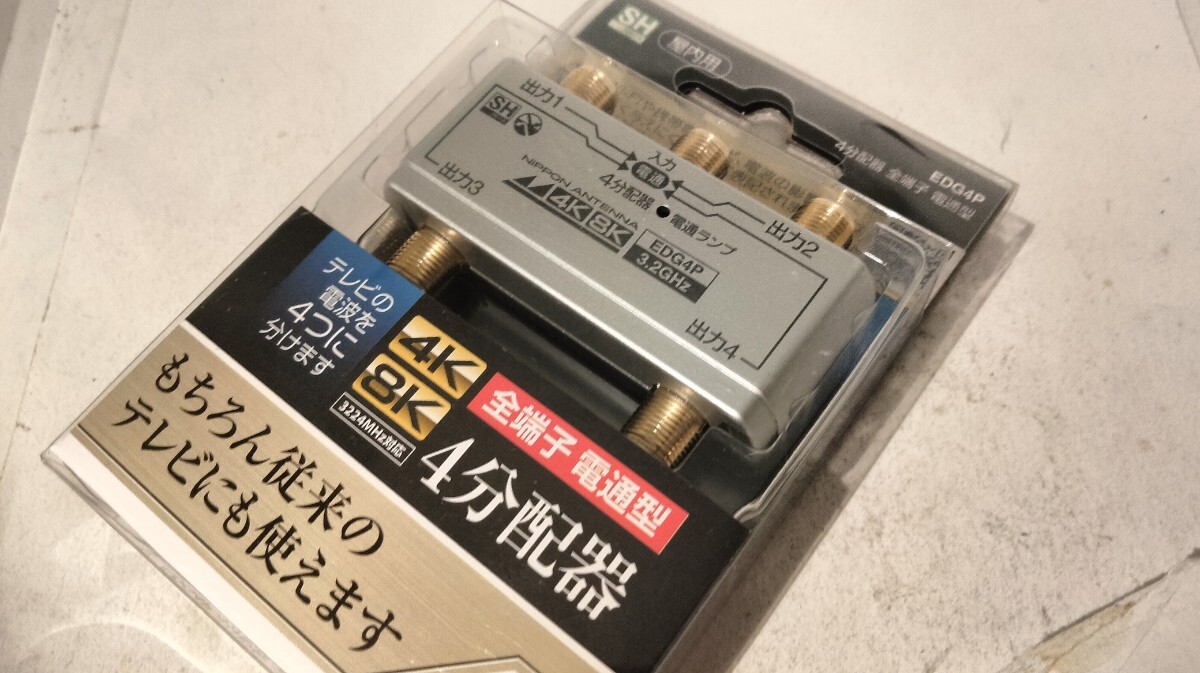 SH
屋内用
4分配器 全端子 電通型
EDG4P
出力1
SH
入力
電通
出力3
NIPPON ANTENNA
4分配器
電通ランプ
出力2
4K 8K
EDG4P
3.2GHz
出力4
テレビの
電波を
4つに
分けます
4K
8K
3224MHz対応
全端子 電通型
4分配器
もちろん従来の
テレビにも使えます